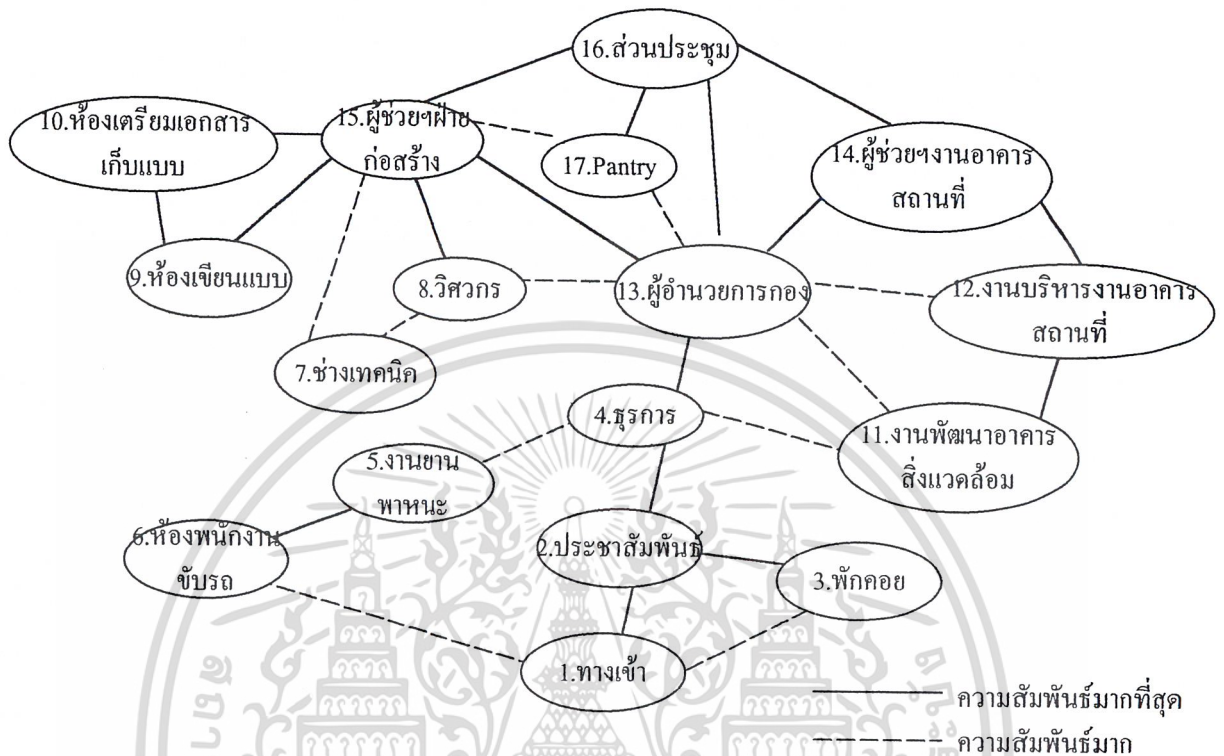 16.ส่วนประชุม
10.ห้องเตรียมเอกสาร
เก็บแบบ
15.ผู้ช่วยฯฝ่าย
ก่อสร้าง
17.Pantry
14.ผู้ช่วยฯงานอาคาร
สถานที่
9.ห้องเขียนแบบ
8.วิศวกร
13.ผู้อำนวยการกอง
12.งานบริหารงานอาคาร
สถานที่
7.ช่างเทคนิค
4.ธุรการ
11.งานพัฒนาอาคาร
สิ่งแวดล้อม
5.งานยาน
พาหนะ
6.ห้องพนักงาน
ขับรถ
2.ประชาสัมพันธ์
3.พักคอย
1.ทางเข้า
ความสัมพันธ์มากที่สุด
ความสัมพันธ์มาก